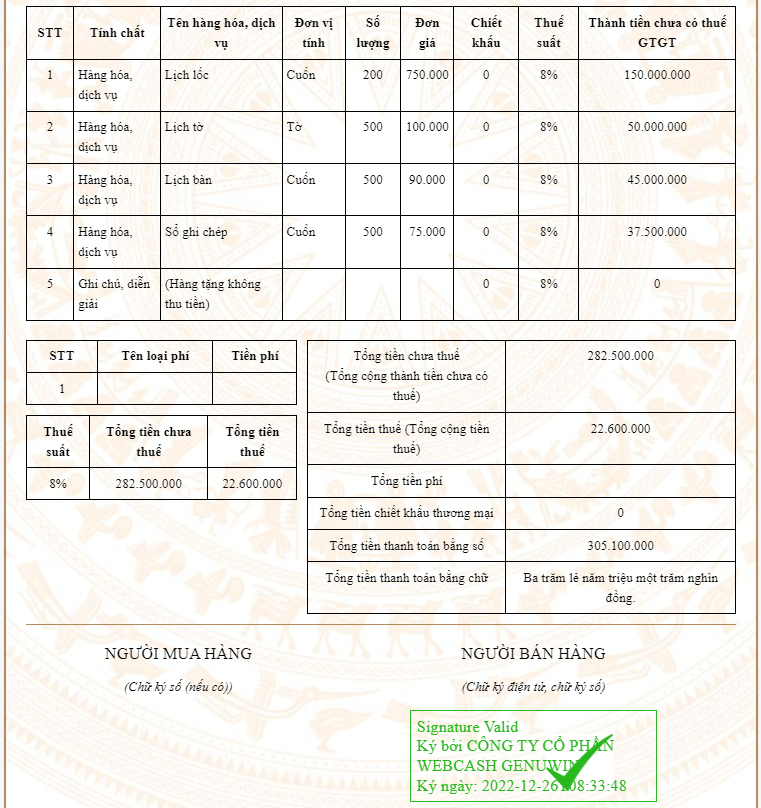 STT Tính chất Tên hàng hóa, dịch vụ Đơn vị tính Số lượng Đơn giá Chiết khấu Thuế suất Thành tiền chưa có thuế GTGT
1 Hàng hóa, dịch vụ Lịch lốc Cuốn 200 750.000 0 8% 150.000.000
2 Hàng hóa, dịch vụ Lịch tờ Tờ 500 100.000 0 8% 50.000.000
3 Hàng hóa, dịch vụ Lịch bàn Cuốn 500 90.000 0 8% 45.000.000
4 Hàng hóa, dịch vụ Sổ ghi chép Cuốn 500 75.000 0 8% 37.500.000
5 Ghi chú, diễn giải (Hàng tặng không thu tiền) 0 8% 0
STT Tên loại phí Tiền phí
1
Thuế suất Tổng tiền chưa thuế Tổng tiền thuế
8% 282.500.000 22.600.000
Tổng tiền chưa thuế 282.500.000
(Tổng cộng thành tiền chưa có
thuế)
Tổng tiền thuế (Tổng cộng tiền 22.600.000
thuế)
Tổng tiền phí
Tổng tiền chiết khấu thương mại 0
Tổng tiền thanh toán bằng số 305.100.000
Tổng tiền thanh toán bằng chữ Ba trăm lẻ năm triệu một trăm nghìn
đồng.
NGƯỜI MUA HÀNG NGƯỜI BÁN HÀNG
(Chữ ký số (nếu có)) (Chữ ký điện tử, chữ ký số)
Signature Valid
Ký bởi CÔNG TY CỔ PHẦN
WEBCASH GENUWIN
Ký ngày: 2022-12-26T08:33:48